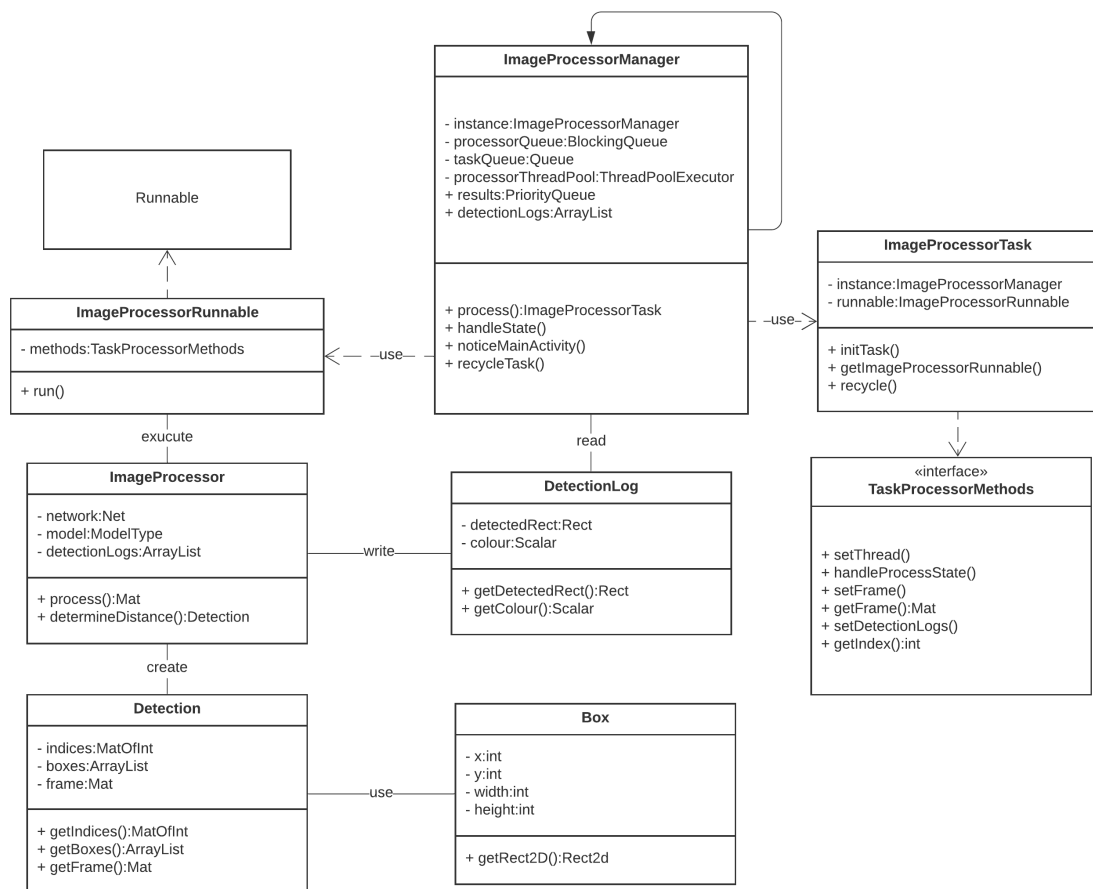 ImageProcessorManager
- instance:ImageProcessorManager
- processorQueue:BlockingQueue
- taskQueue:Queue
- processorThreadPool:ThreadPoolExecutor
+ results:PriorityQueue
+ detectionLogs:ArrayList
+ process():ImageProcessorTask
+ handleState()
+ noticeMainActivity()
+ recycleTask()
Runnable
ImageProcessorRunnable
- methods:TaskProcessorMethods
+ run()
use
use
ImageProcessorTask
- instance:ImageProcessorManager
- runnable:ImageProcessorRunnable
+ initTask()
+ getImageProcessorRunnable()
+ recycle()
exucute
read
ImageProcessor
- network:Net
- model:ModelType
- detectionLogs:ArrayList
+ process():Mat
+ determineDistance():Detection
write
DetectionLog
- detectedRect:Rect
- colour:Scalar
+ getDetectedRect():Rect
+ getColour():Scalar
«interface»
TaskProcessorMethods
+ setThread()
+ handleProcessState()
+ setFrame()
+ getFrame():Mat
+ setDetectionLogs()
+ getIndex():int
create
Detection
- indices:MatOfInt
- boxes:ArrayList
- frame:Mat
+ getIndices():MatOfInt
+ getBoxes():ArrayList
+ getFrame():Mat
use
Box
- x:int
- y:int
- width:int
- height:int
+ getRect2D():Rect2d